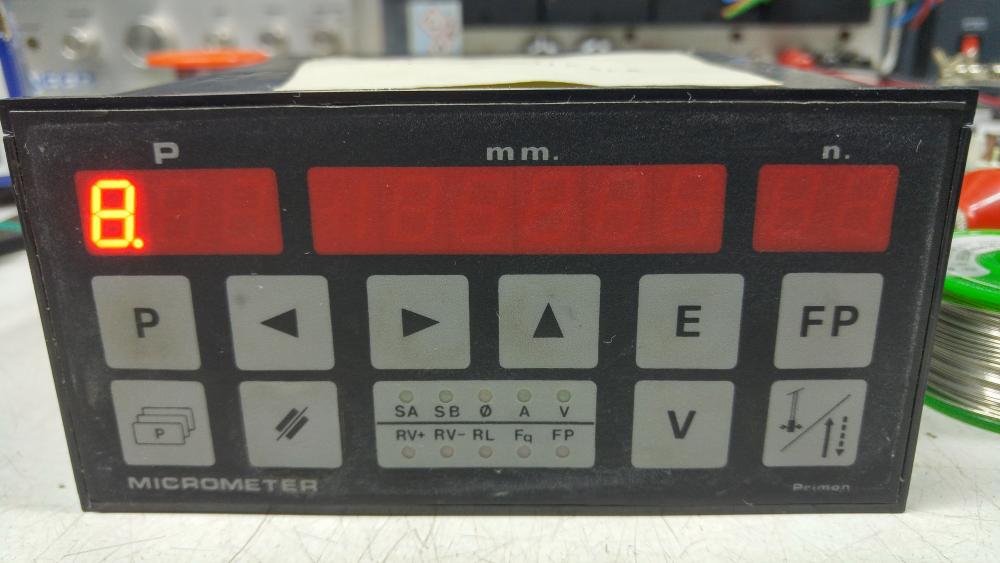 P mm. n.
8.
P E FP
SA SB Ø A V
RV+ RV- RL Fq FP
P V
MICROMETER Primon